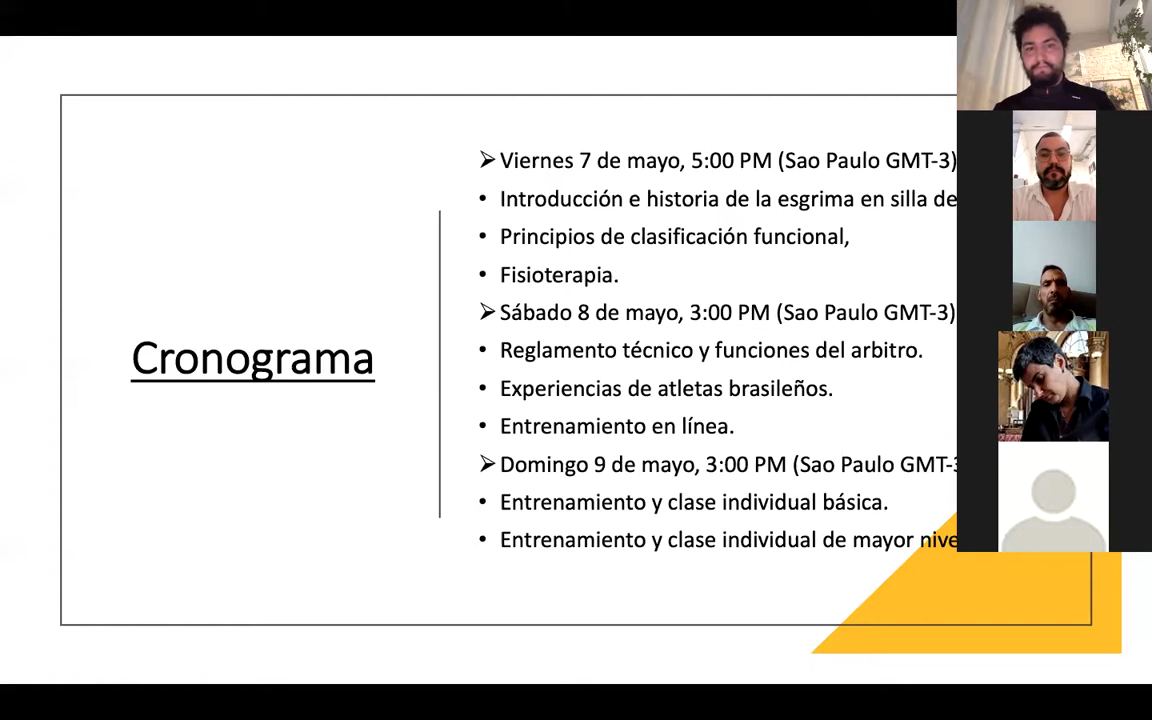 Cronograma
Viernes 7 de mayo, 5:00 PM (Sao Paulo GMT-3)
Introducción e historia de la esgrima en silla de
Principios de clasificación funcional,
Fisioterapia.
Sábado 8 de mayo, 3:00 PM (Sao Paulo GMT-3)
Reglamento técnico y funciones del arbitro.
Experiencias de atletas brasileños.
Entrenamiento en línea.
Domingo 9 de mayo, 3:00 PM (Sao Paulo GMT-3
Entrenamiento y clase individual básica.
Entrenamiento y clase individual de mayor nive